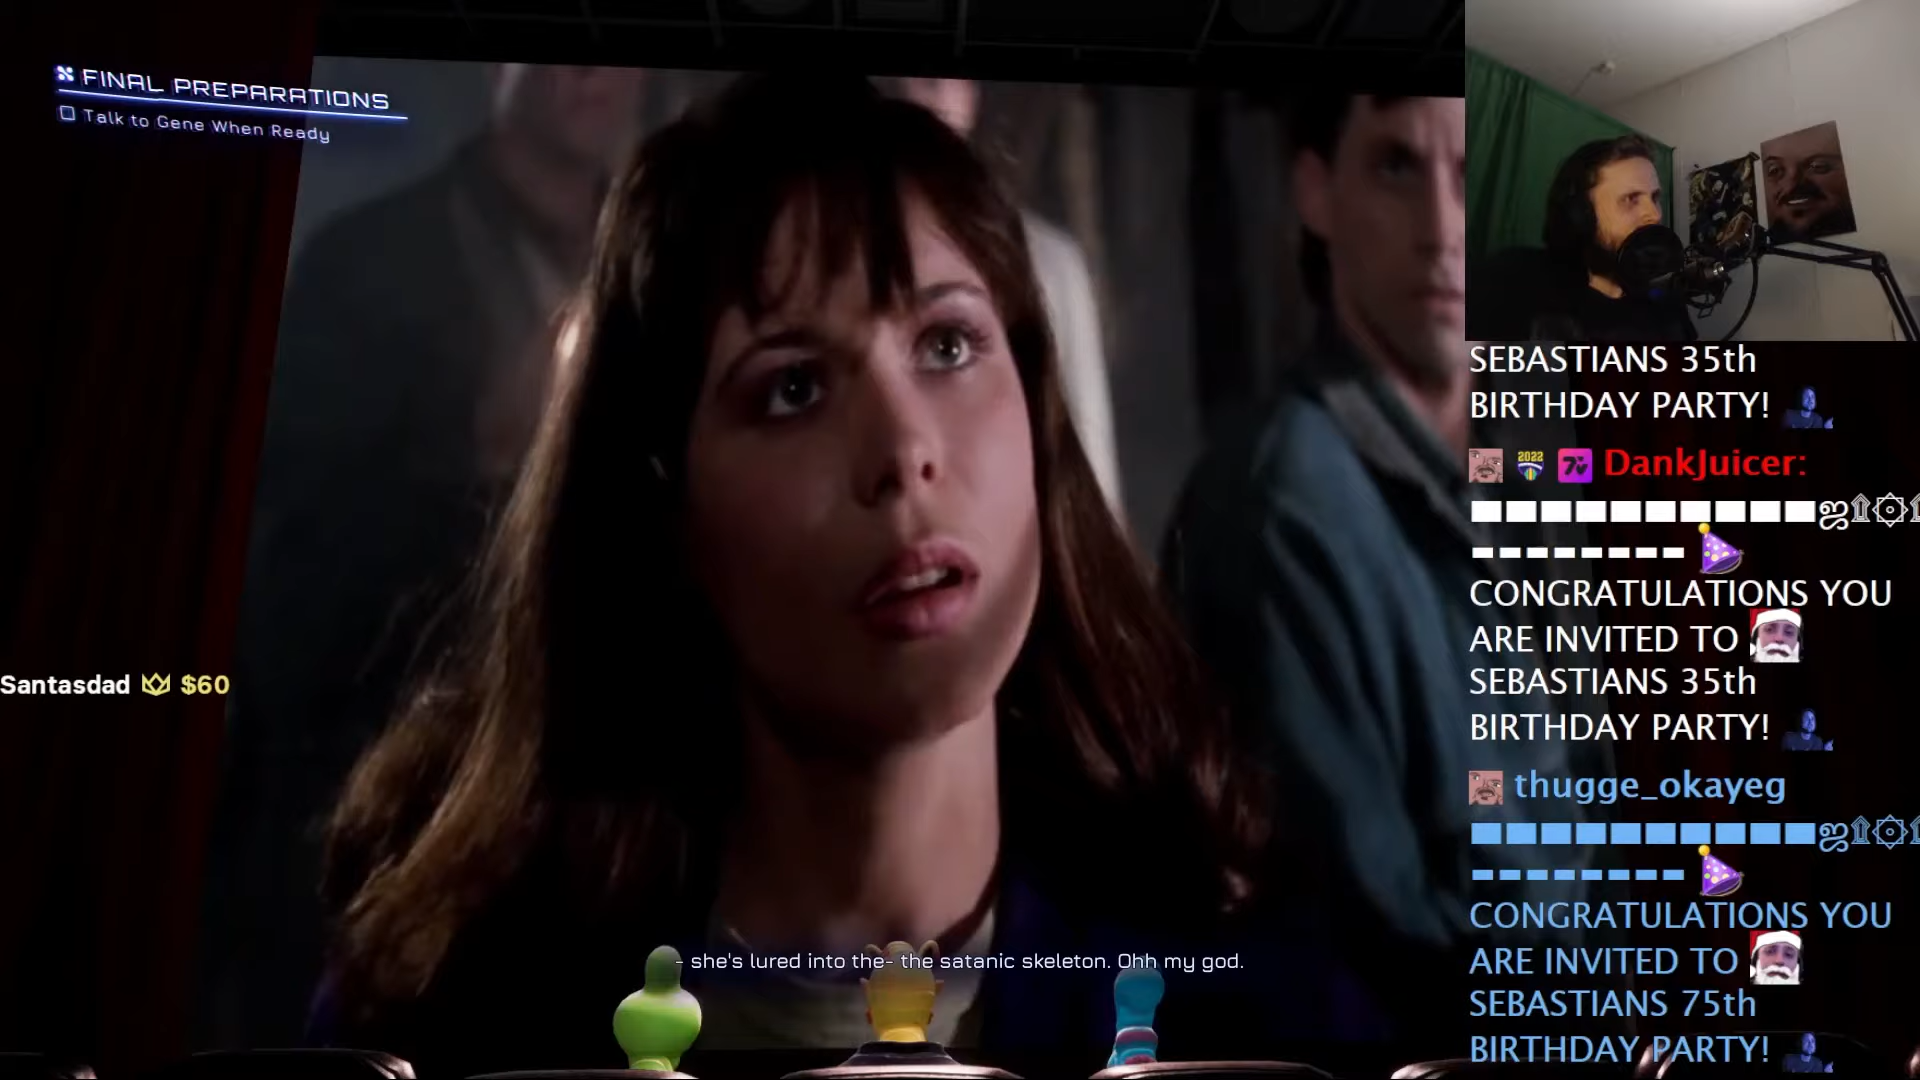 FINAL PREPARATIONS
Talk to Gene When Ready
Santasdad $60
- she's lured into the- the satanic skeleton. Ohh my god.
SEBASTIANS 35th
BIRTHDAY PARTY!
2022 DankJuicer:
CONGRATULATIONS YOU
ARE INVITED TO
SEBASTIANS 35th
BIRTHDAY PARTY!
thugge_okayeg
CONGRATULATIONS YOU
ARE INVITED TO
SEBASTIANS 75th
BIRTHDAY PARTY!